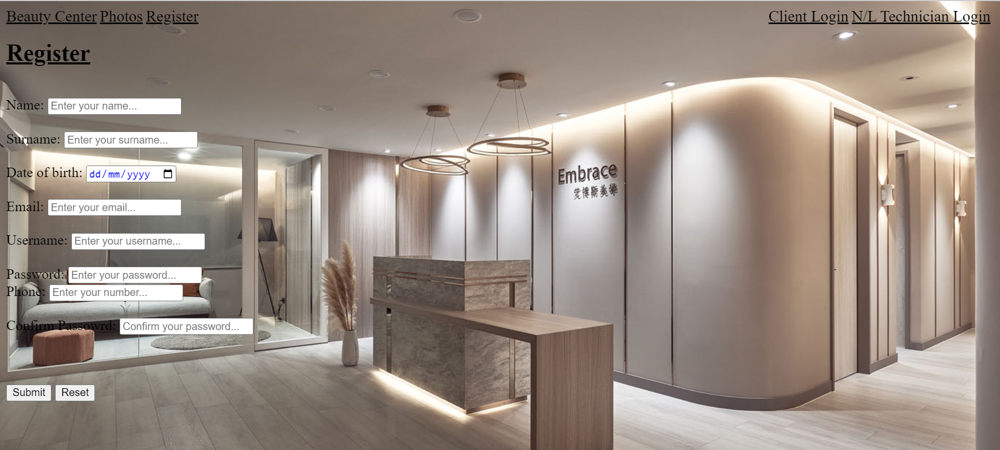 Beauty Center Photos Register
Client Login N/L Technician Login
Register
Name: Enter your name...
Surname: Enter your surname...
Date of birth: dd/mm/yyyy
Email: Enter your email...
Username: Enter your username...
Password: Enter your password...
Phone: Enter your number...
Confirm Passowrd: Confirm your password...
Submit Reset
Embrace
艾博斯美學